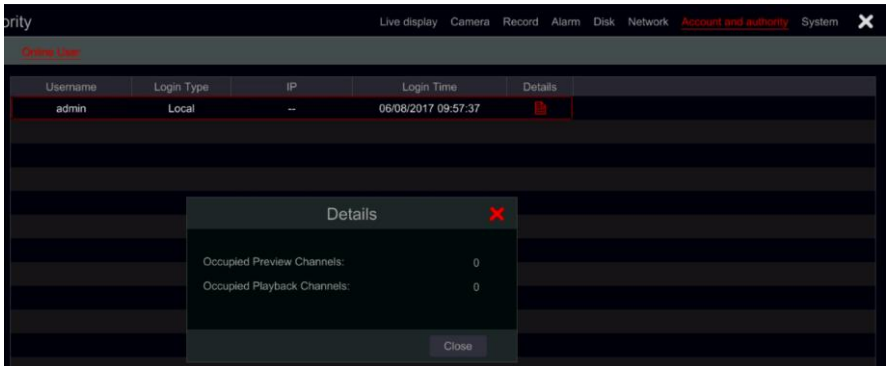 ority Live display Camera Record Alarm Disk Network Account and authority System
Online User
Username Login Type IP Login Time Details
admin Local -- 06/08/2017 09:57:37
Details
Occupied Preview Channels: 0
Occupied Playback Channels: 0
Close